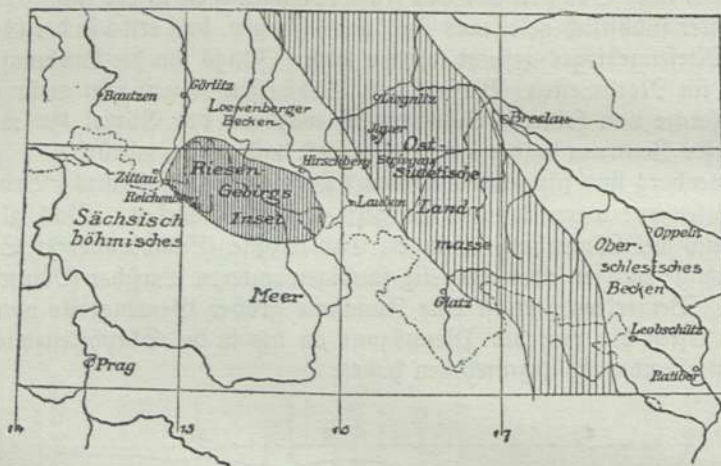 Bautzen
Görlitz
Loewenberger
Becken
Liegnitz
Jauer
Breslau
Ost-
Hirschberg
Striegau
sudetische
Zittau
Riesen-
Gebirgs
Reichenberg
Insel
Lauban
Land-
masse
Sächsisch
böhmisches
Meer
Oppeln
Ober-
schlesisches
Becken
Glatz
Leobschütz
Prag
Ratibor
14
15
16
17